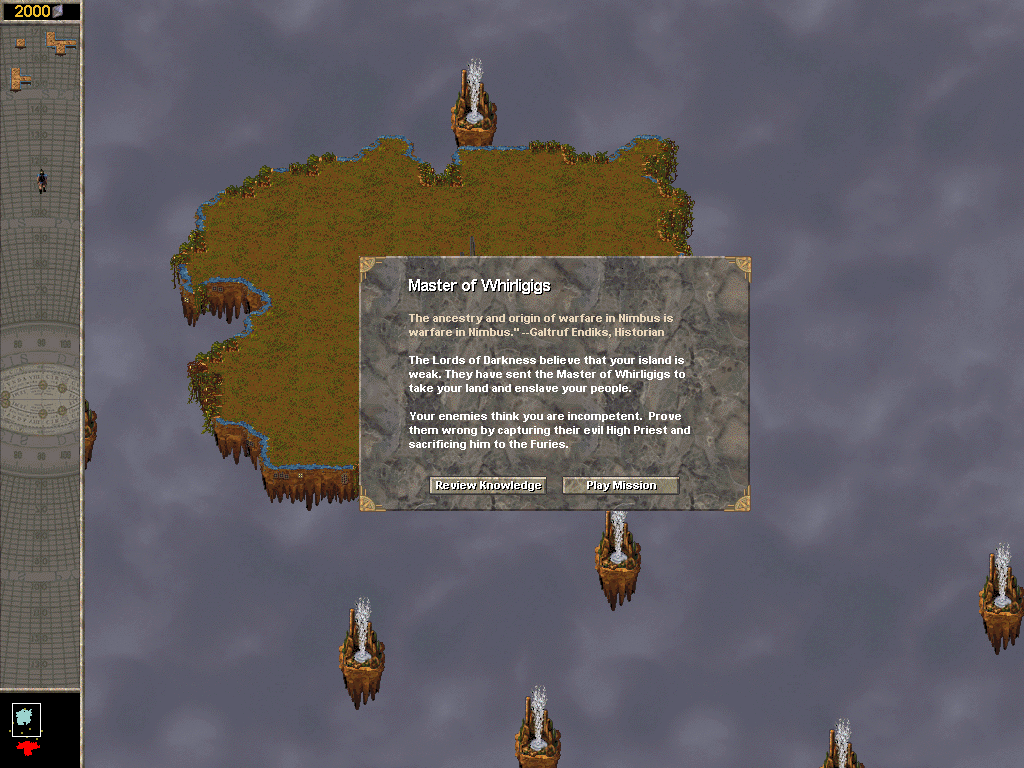 2000
Master of Whirligigs
The ancestry and origin of warfare in Nimbus is
warfare in Nimbus." --Galtruf Endiks, Historian
The Lords of Darkness believe that your island is
weak. They have sent the Master of Whirligigs to
take your land and enslave your people.
Your enemies think you are incompetent. Prove
them wrong by capturing their evil High Priest and
sacrificing him to the Furies.
Review Knowledge
Play Mission